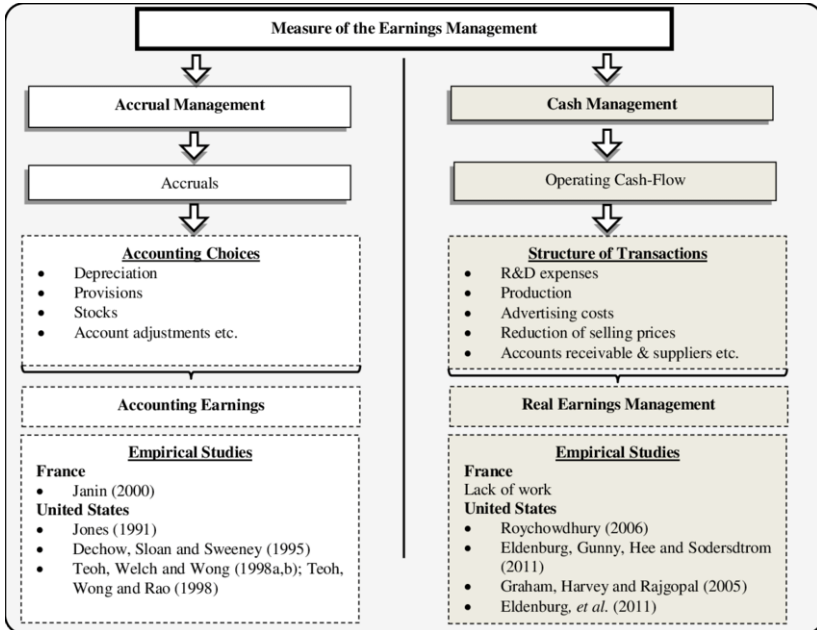 Measure of the Earnings Management
Accrual Management
Accruals
Accounting Choices
• Depreciation
• Provisions
• Stocks
• Account adjustments etc.
Accounting Earnings
Empirical Studies
France
• Janin (2000)
United States
• Jones (1991)
• Dechow, Sloan and Sweeney (1995)
• Teoh, Welch and Wong (1998a,b); Teoh,
Wong and Rao (1998)
Cash Management
Operating Cash-Flow
Structure of Transactions
• R&D expenses
• Production
• Advertising costs
• Reduction of selling prices
• Accounts receivable & suppliers etc.
Real Earnings Management
Empirical Studies
France
Lack of work
United States
• Roychowdhury (2006)
• Eldenburg, Gunny, Hee and Sodersdtrom
(2011)
• Graham, Harvey and Rajgopal (2005)
• Eldenburg, et al. (2011)